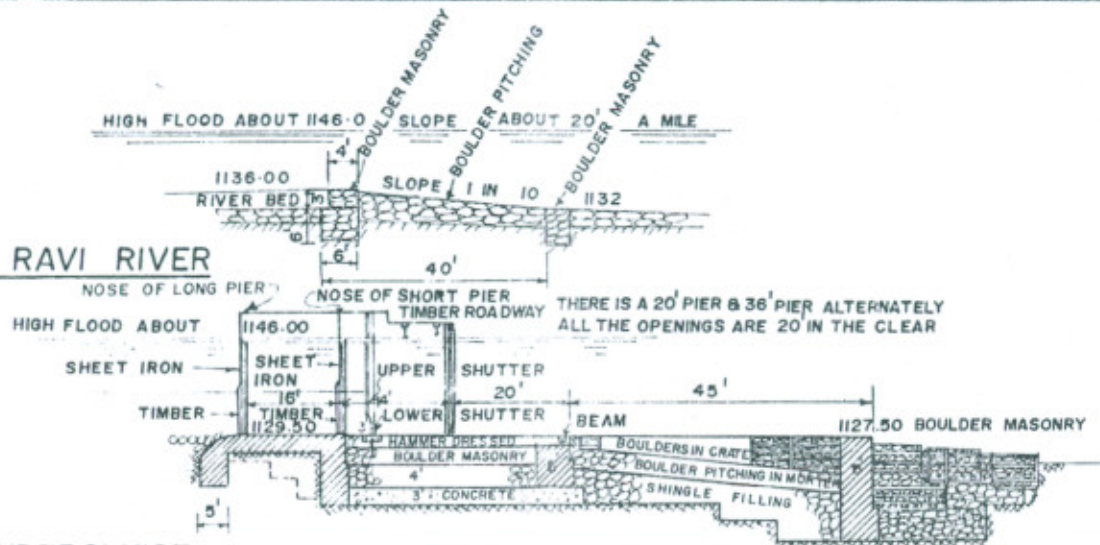 BOULDER MASONRY
BOULDER PITCHING
BOULDER MASONRY
HIGH FLOOD ABOUT 1146·0 SLOPE ABOUT 20' A MILE
4'
1136·00 SLOPE 1 IN 10 1132
RIVER BED 3'
6'
6'
40'
RAVI RIVER
NOSE OF LONG PIER
NOSE OF SHORT PIER
TIMBER ROADWAY
THERE IS A 20' PIER & 36' PIER ALTERNATELY
ALL THE OPENINGS ARE 20' IN THE CLEAR
HIGH FLOOD ABOUT 1146.00
SHEET IRON SHEET IRON UPPER SHUTTER
16' 4' 20' 45'
TIMBER TIMBER LOWER SHUTTER BEAM
1129.50 3' 1127.50 BOULDER MASONRY
HAMMER DRESSED BOULDERS IN CRATE
BOULDER MASONRY BOULDER PITCHING IN MORTER
4' SHINGLE FILLING
3' CONCRETE
5'